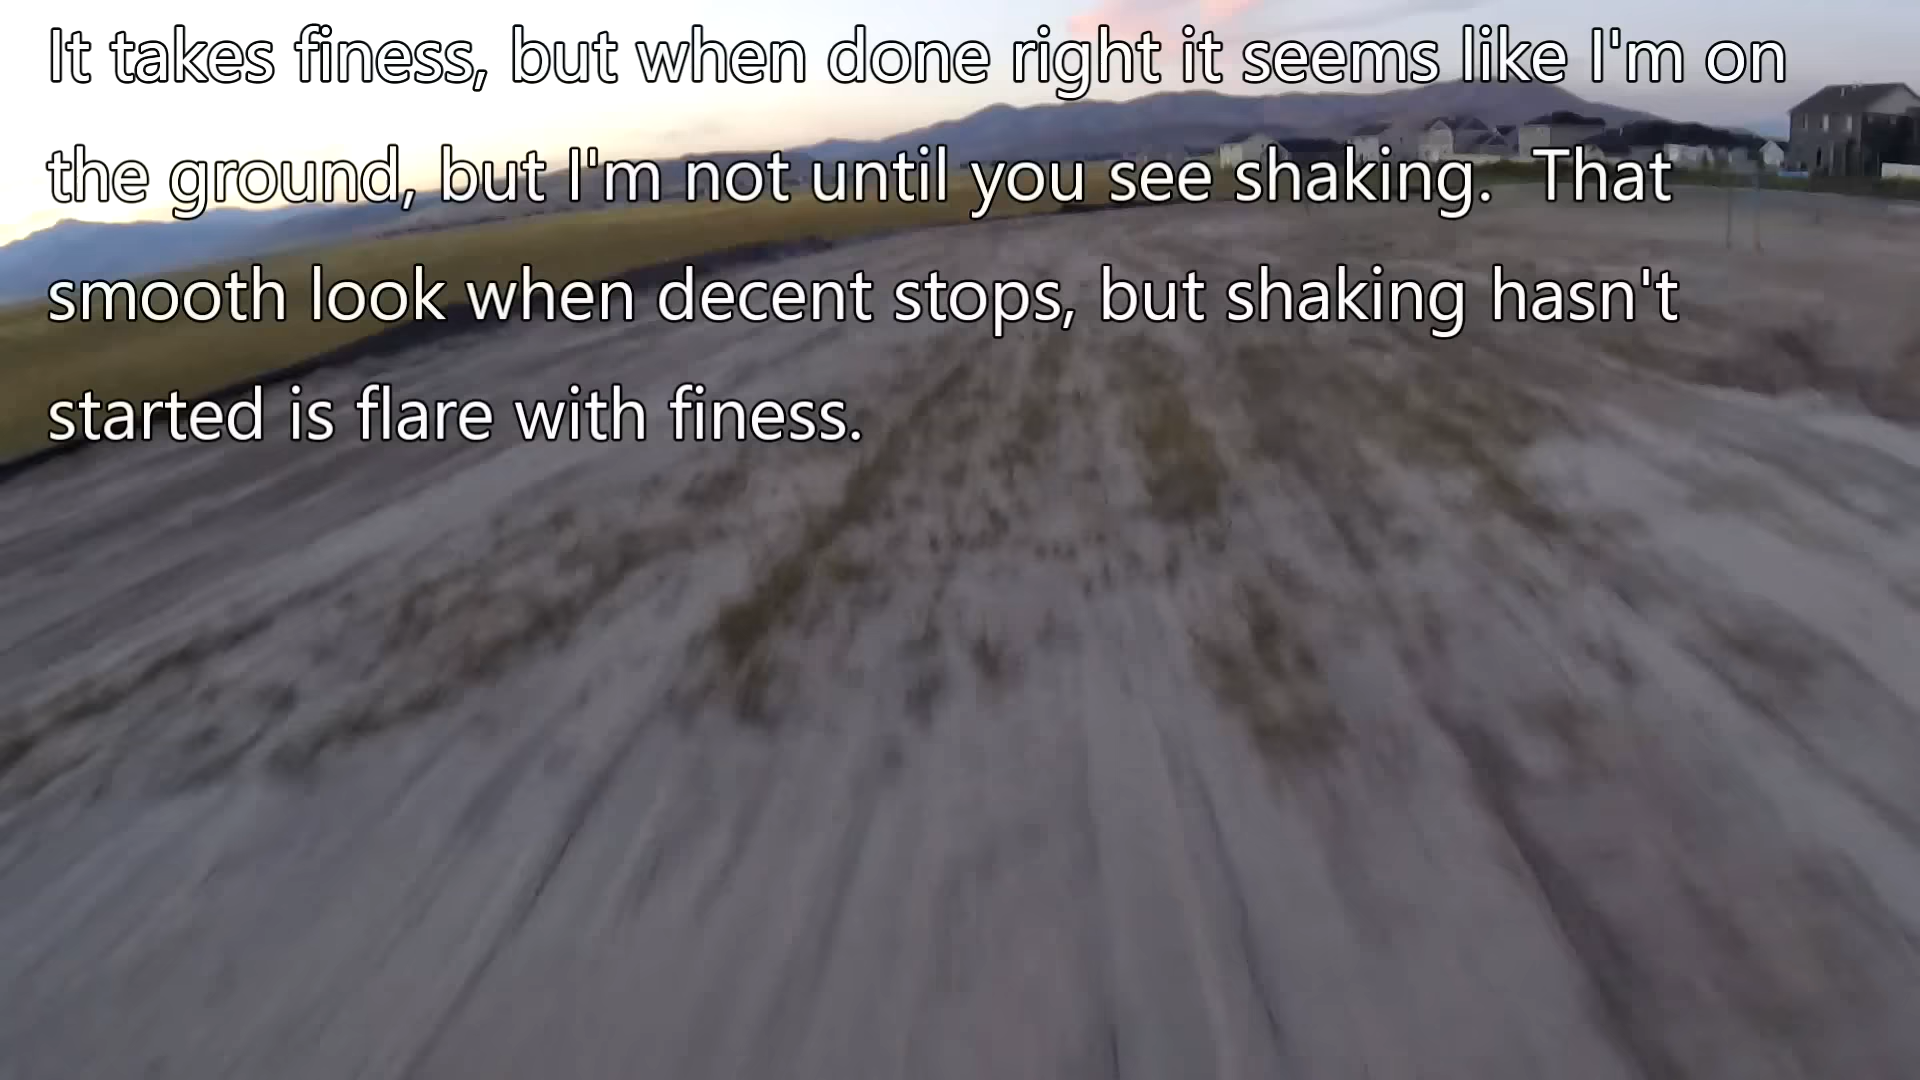 It takes finess, but when done right it seems like I'm on
the ground, but I'm not until you see shaking.  That
smooth look when decent stops, but shaking hasn't
started is flare with finess.